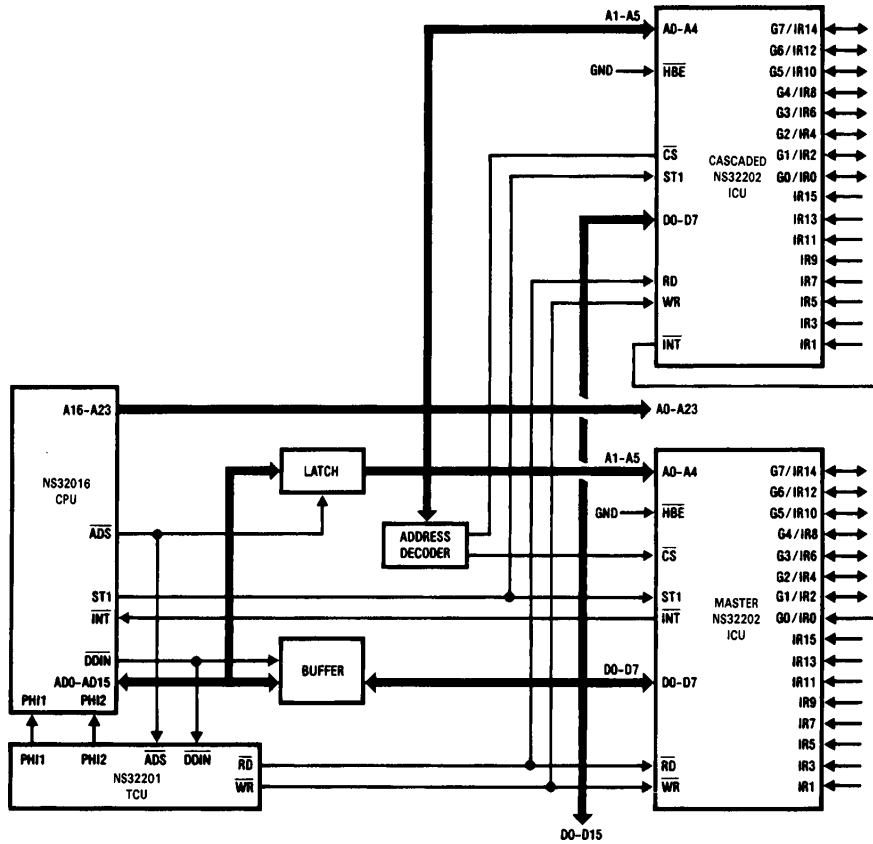 A1-A5
A0-A4
GND
HBE
CS
ST1
D0-D7
RD
WR
INT
CASCADED
NS32202
ICU
G7/IR14
G6/IR12
G5/IR10
G4/IR8
G3/IR6
G2/IR4
G1/IR2
G0/IR0
IR15
IR13
IR11
IR9
IR7
IR5
IR3
IR1
A16-A23
A0-A23
NS32016
CPU
ADS
ST1
INT
DDIN
AD0-AD15
PHI1 PHI2
LATCH
ADDRESS
DECODER
BUFFER
A1-A5
A0-A4
GND
HBE
CS
ST1
INT
D0-D7
D0-D7
RD
WR
MASTER
NS32202
ICU
G7/IR14
G6/IR12
G5/IR10
G4/IR8
G3/IR6
G2/IR4
G1/IR2
G0/IR0
IR15
IR13
IR11
IR9
IR7
IR5
IR3
IR1
PHI1 PHI2 ADS DDIN
RD
WR
NS32201
TCU
D0-D15